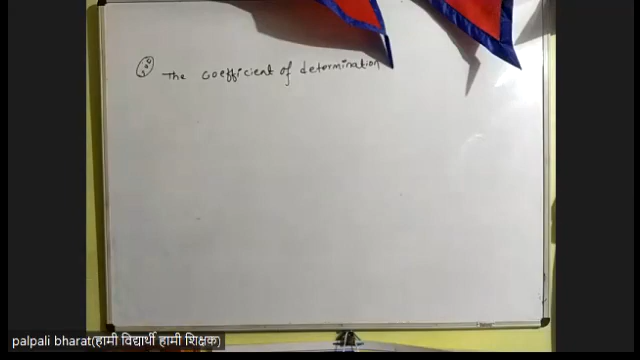 The coefficient of determination
palpali bharat(हामी विद्यार्थी हामी शिक्षक)